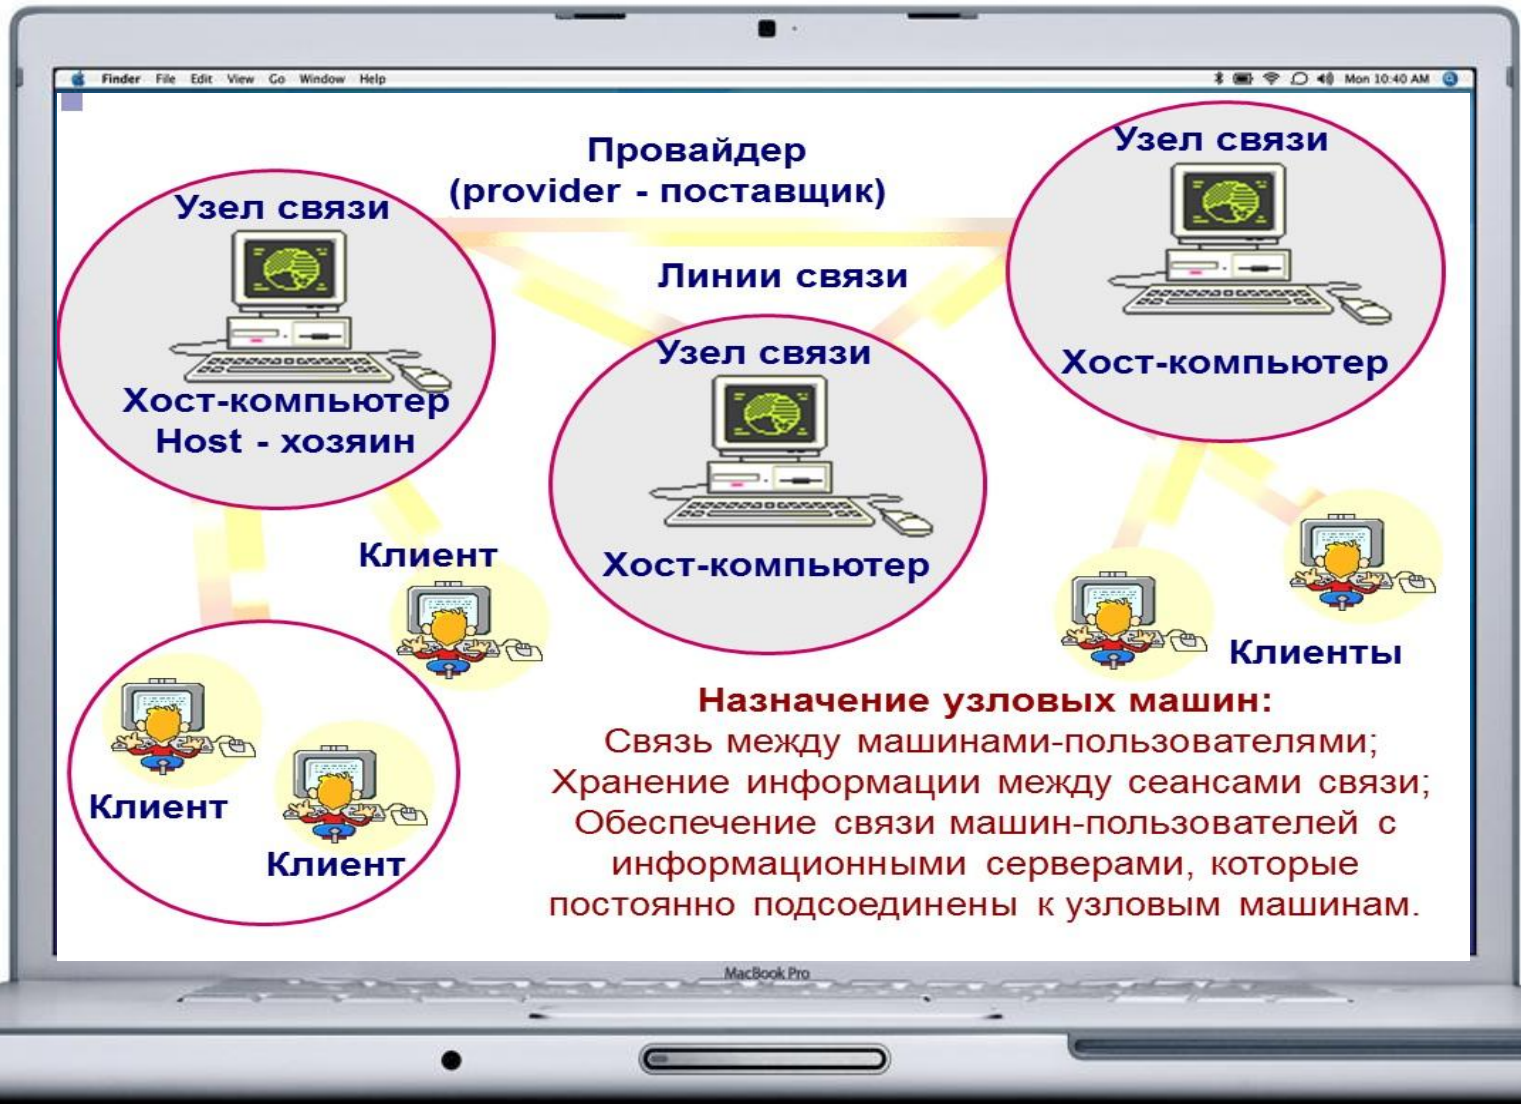 Finder File Edit View Go Window Help
Mon 10:40 AM
Провайдер
(provider - поставщик)
Узел связи
Узел связи
Линии связи
Узел связи
Хост-компьютер
Хост-компьютер
Host - хозяин
Клиент
Хост-компьютер
Клиенты
Назначение узловых машин:
Связь между машинами-пользователями;
Хранение информации между сеансами связи;
Обеспечение связи машин-пользователей с
информационными серверами, которые
постоянно подсоединены к узловым машинам.
Клиент
Клиент
MacBook Pro